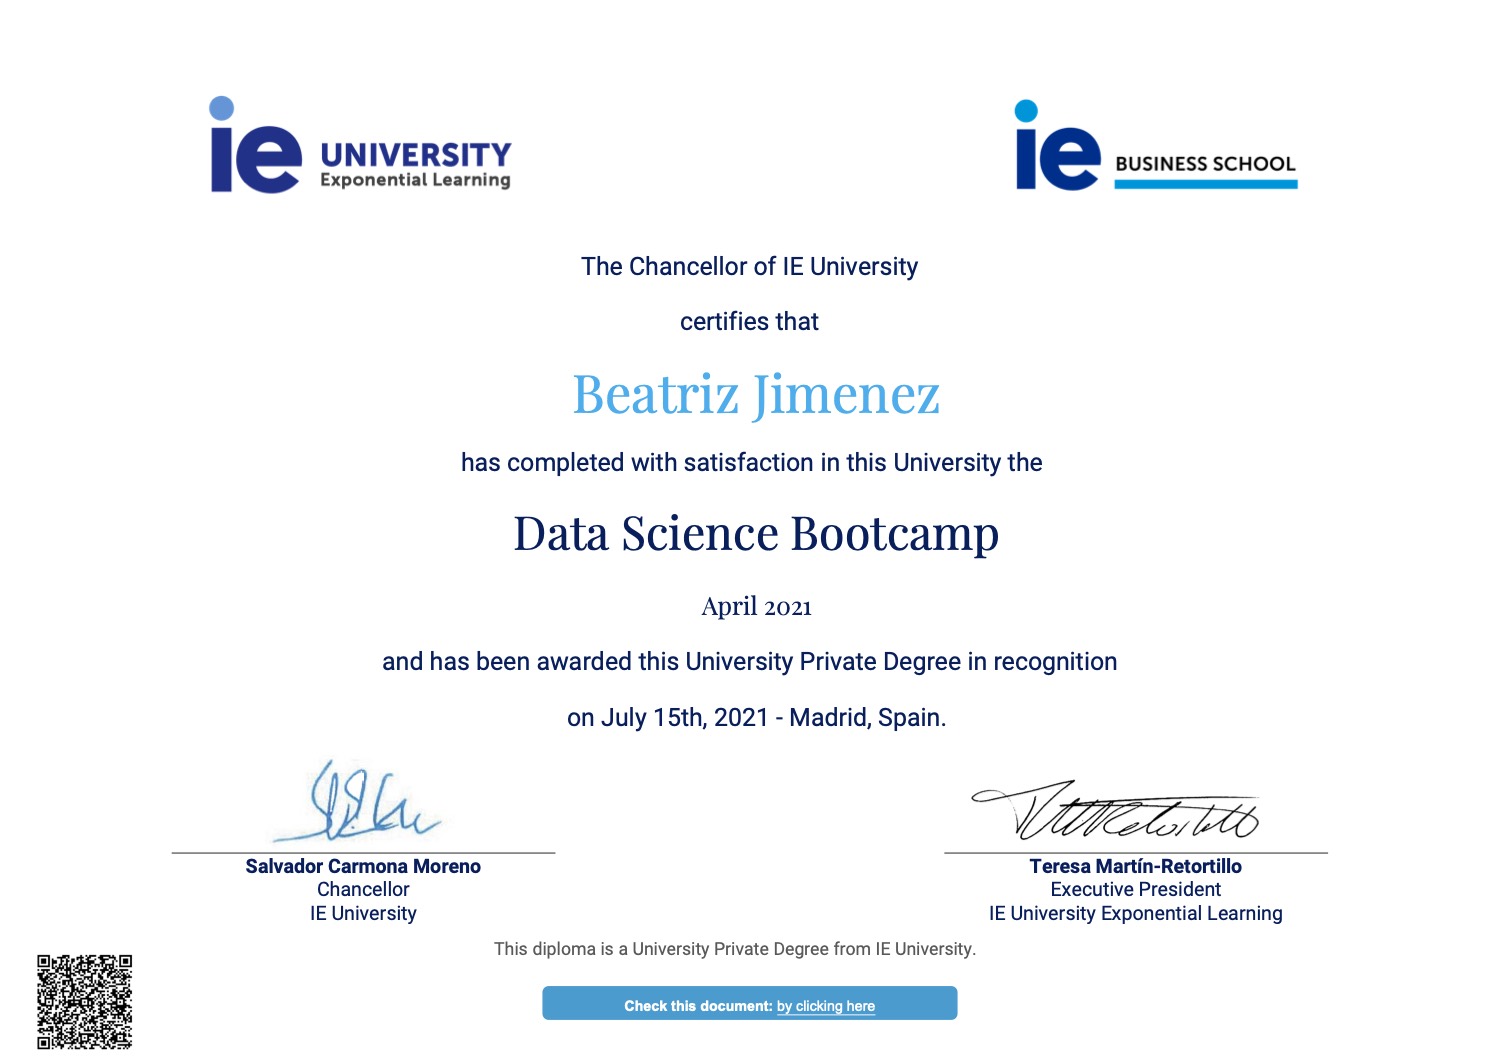 ie UNIVERSITY
Exponential Learning
ie BUSINESS SCHOOL
The Chancellor of IE University
certifies that
Beatriz Jimenez
has completed with satisfaction in this University the
Data Science Bootcamp
April 2021
and has been awarded this University Private Degree in recognition
on July 15th, 2021 - Madrid, Spain.
Salvador Carmona Moreno
Chancellor
IE University
Teresa Martín-Retortillo
Executive President
IE University Exponential Learning
This diploma is a University Private Degree from IE University.
Check this document: by clicking here